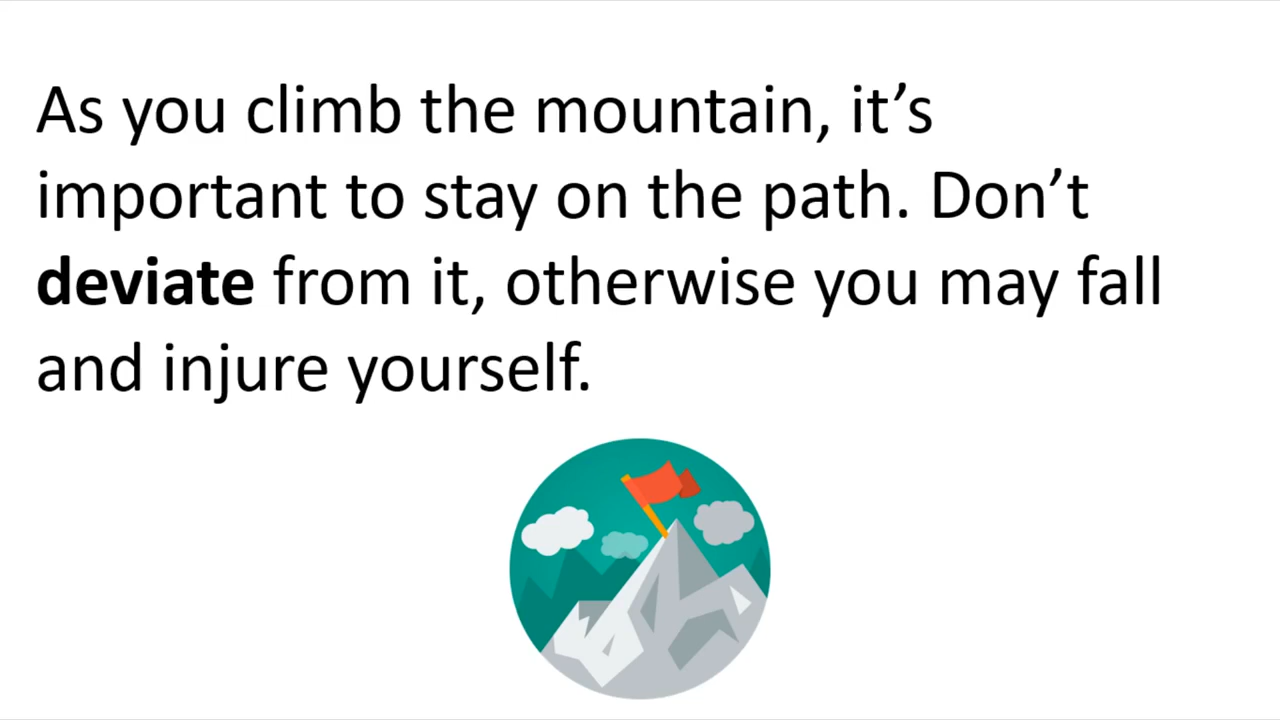 As you climb the mountain, it’s
important to stay on the path. Don’t
deviate from it, otherwise you may fall
and injure yourself.